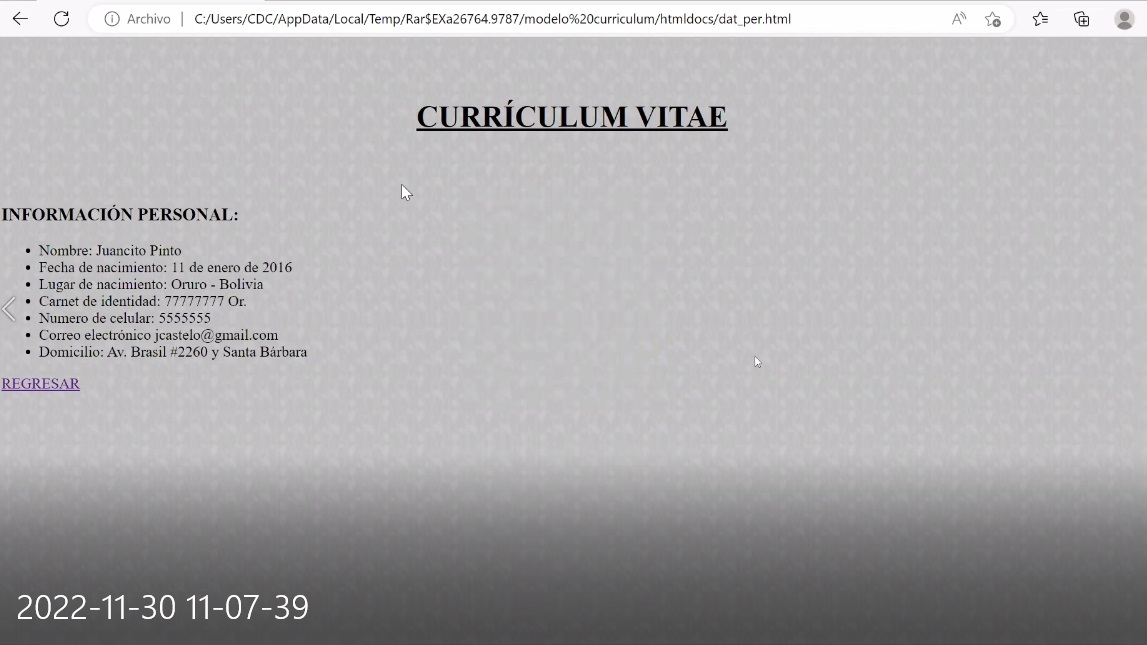 Archivo | C:/Users/CDC/AppData/Local/Temp/Rar$EXa26764.9787/modelo%20curriculum/htmldocs/dat_per.html
CURRÍCULUM VITAE
INFORMACIÓN PERSONAL:
Nombre: Juancito Pinto
Fecha de nacimiento: 11 de enero de 2016
Lugar de nacimiento: Oruro - Bolivia
Carnet de identidad: 77777777 Or.
Numero de celular: 5555555
Correo electrónico jcastelo@gmail.com
Domicilio: Av. Brasil #2260 y Santa Bárbara
REGRESAR
2022-11-30 11-07-39